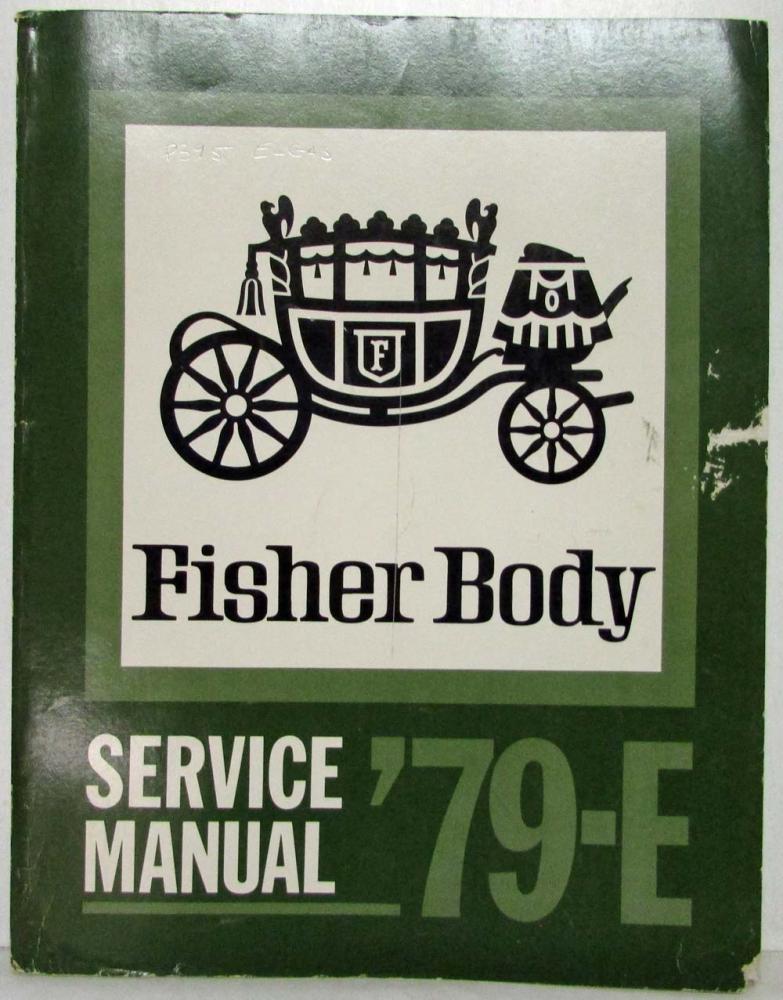 F
Fisher Body
SERVICE
MANUAL
'79-E